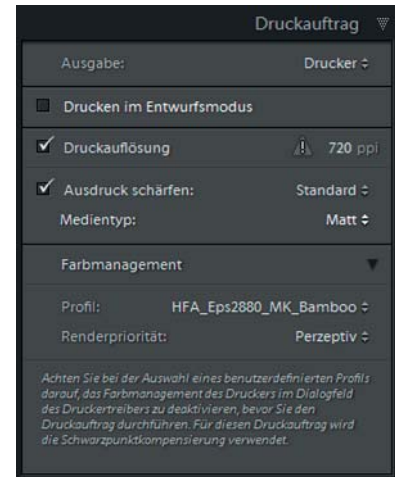 Druckauftrag
Ausgabe: Drucker
Drucken im Entwurfsmodus
Druckauflösung 720 ppi
Ausdruck schärfen: Standard
Medientyp: Matt
Farbmanagement
Profil: HFA_Eps2880_MK_Bamboo
Renderpriorität: Perzeptiv
Achten Sie bei der Auswahl eines benutzerdefinierten Profils
darauf, das Farbmanagement des Druckers im Dialogfeld
des Druckertreibers zu deaktivieren, bevor Sie den
Druckauftrag durchführen. Für diesen Druckauftrag wird
die Schwarzpunktkompensierung verwendet.